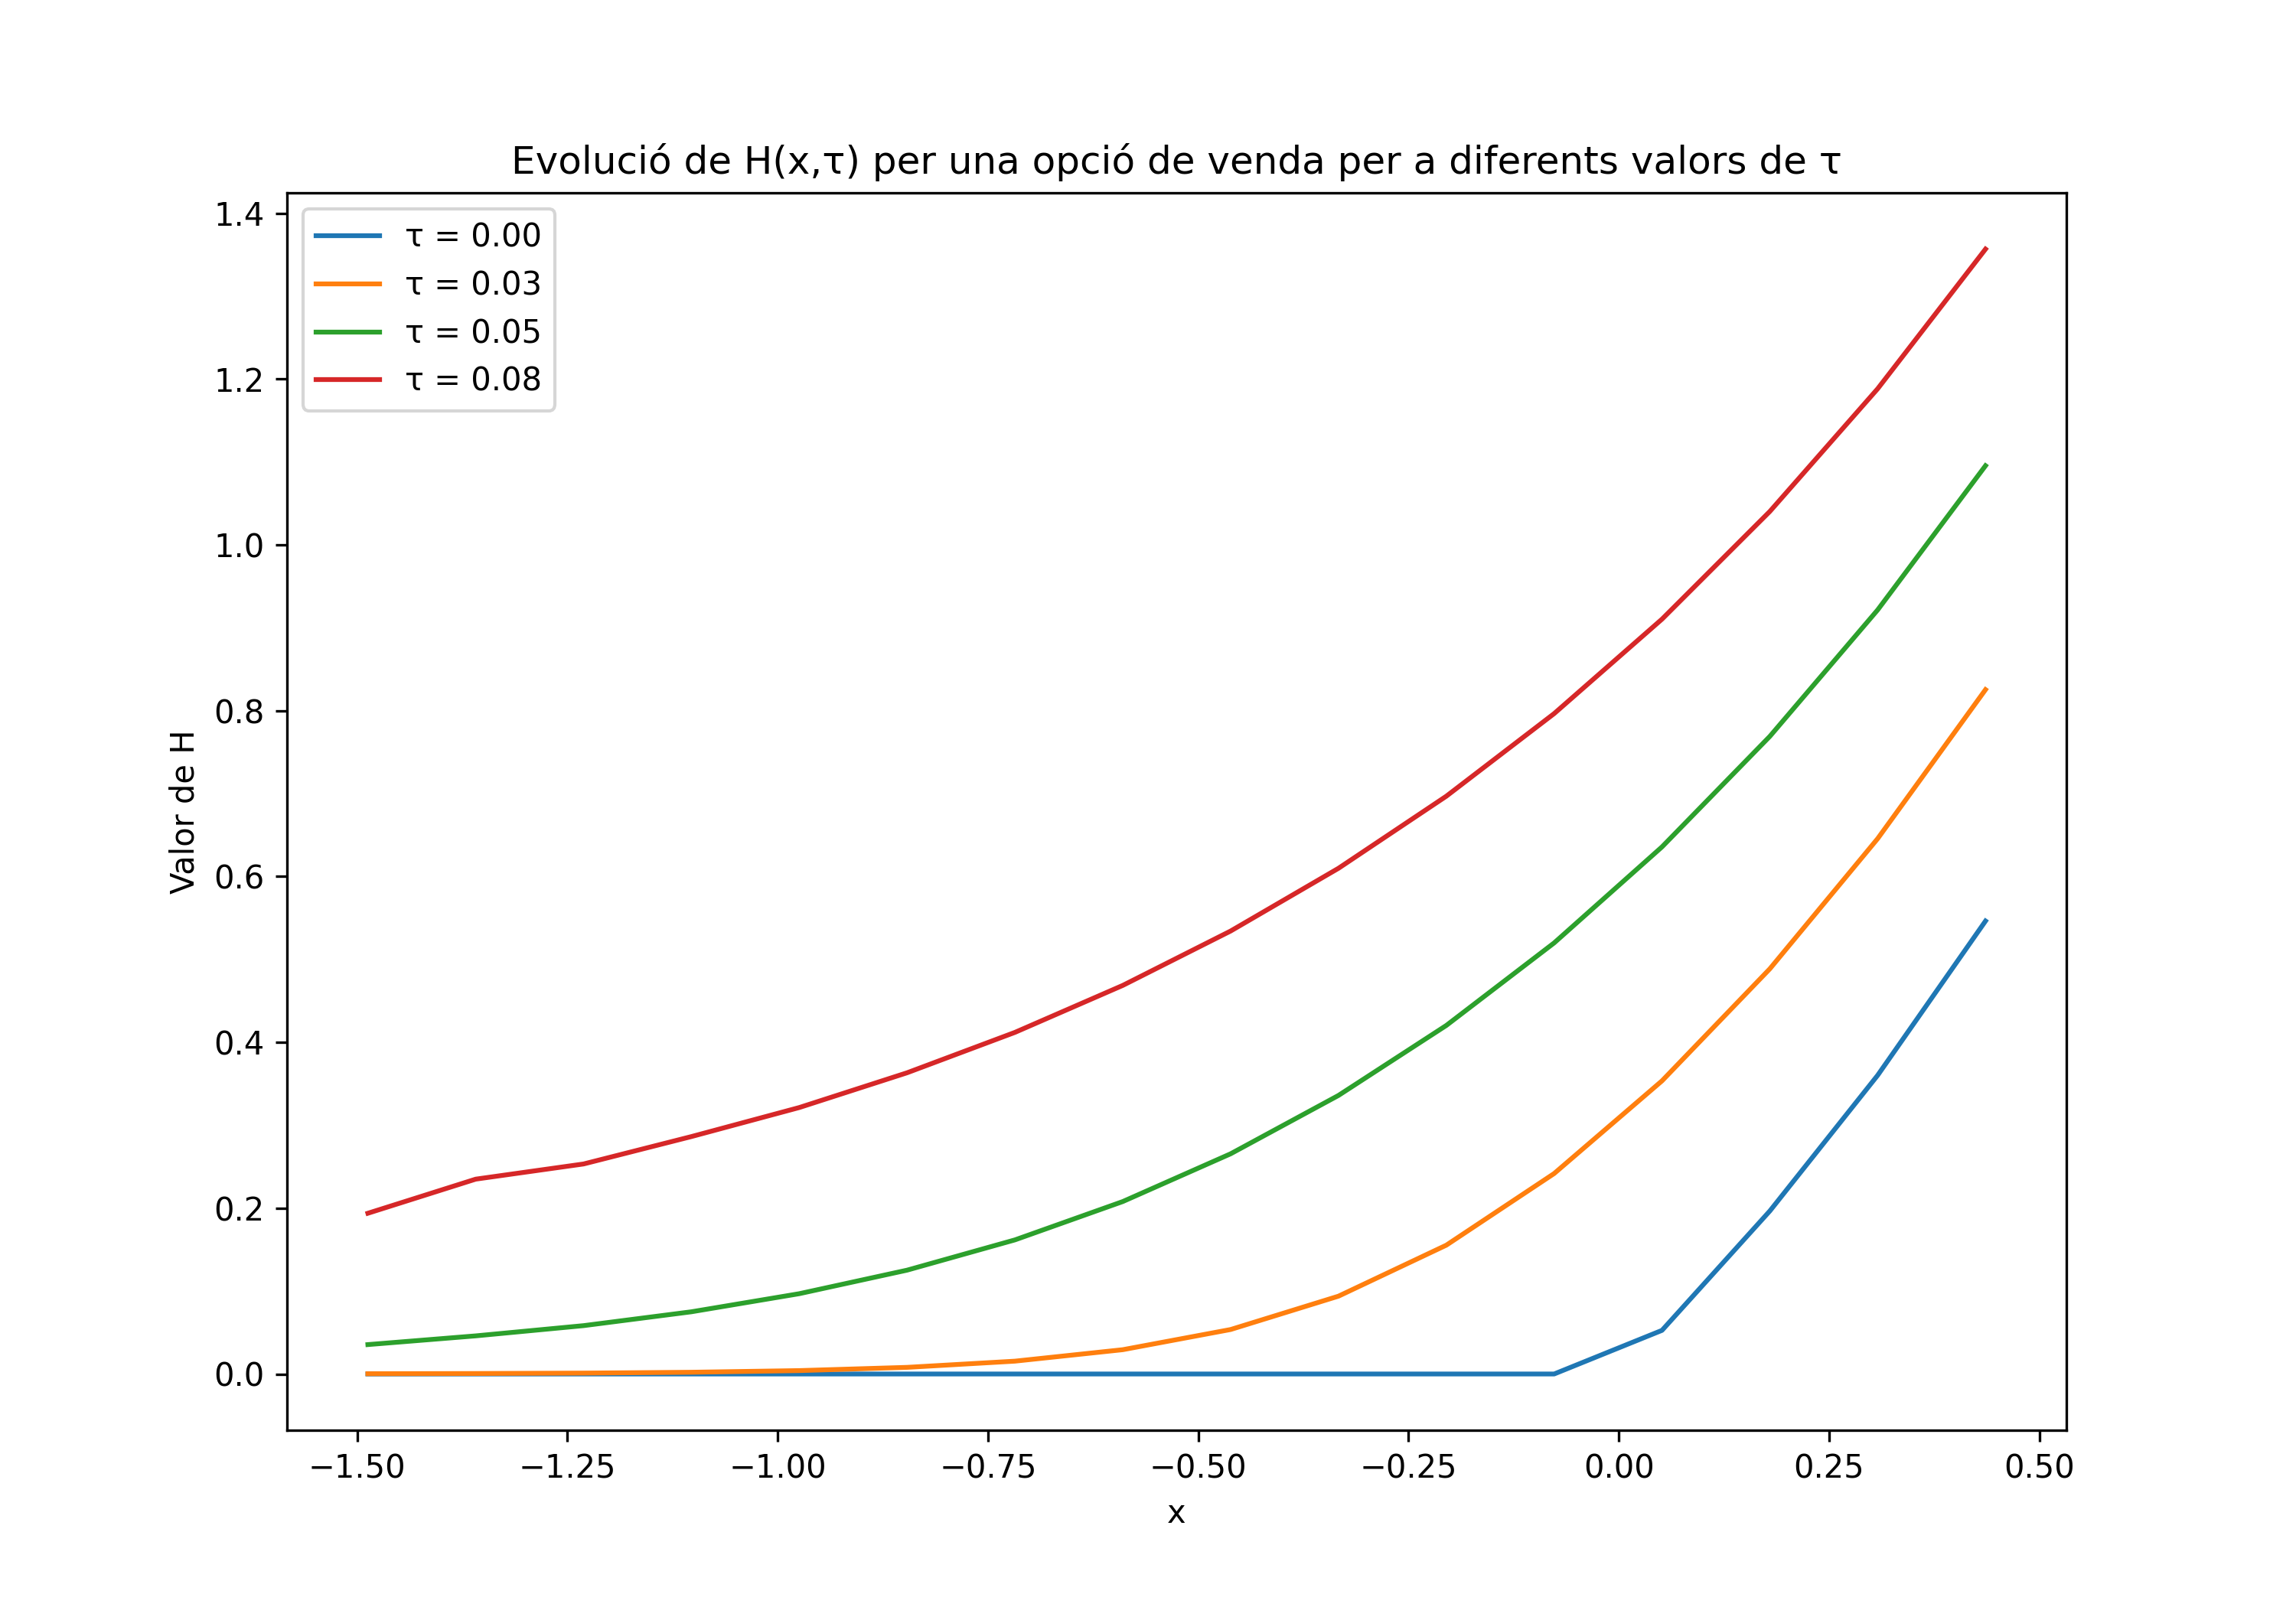 Evolució de H(x,τ) per una opció de venda per a diferents valors de τ
τ = 0.00
τ = 0.03
τ = 0.05
τ = 0.08
Valor de H
1.4
1.2
1.0
0.8
0.6
0.4
0.2
0.0
−1.50 −1.25 −1.00 −0.75 −0.50 −0.25 0.00 0.25 0.50
x